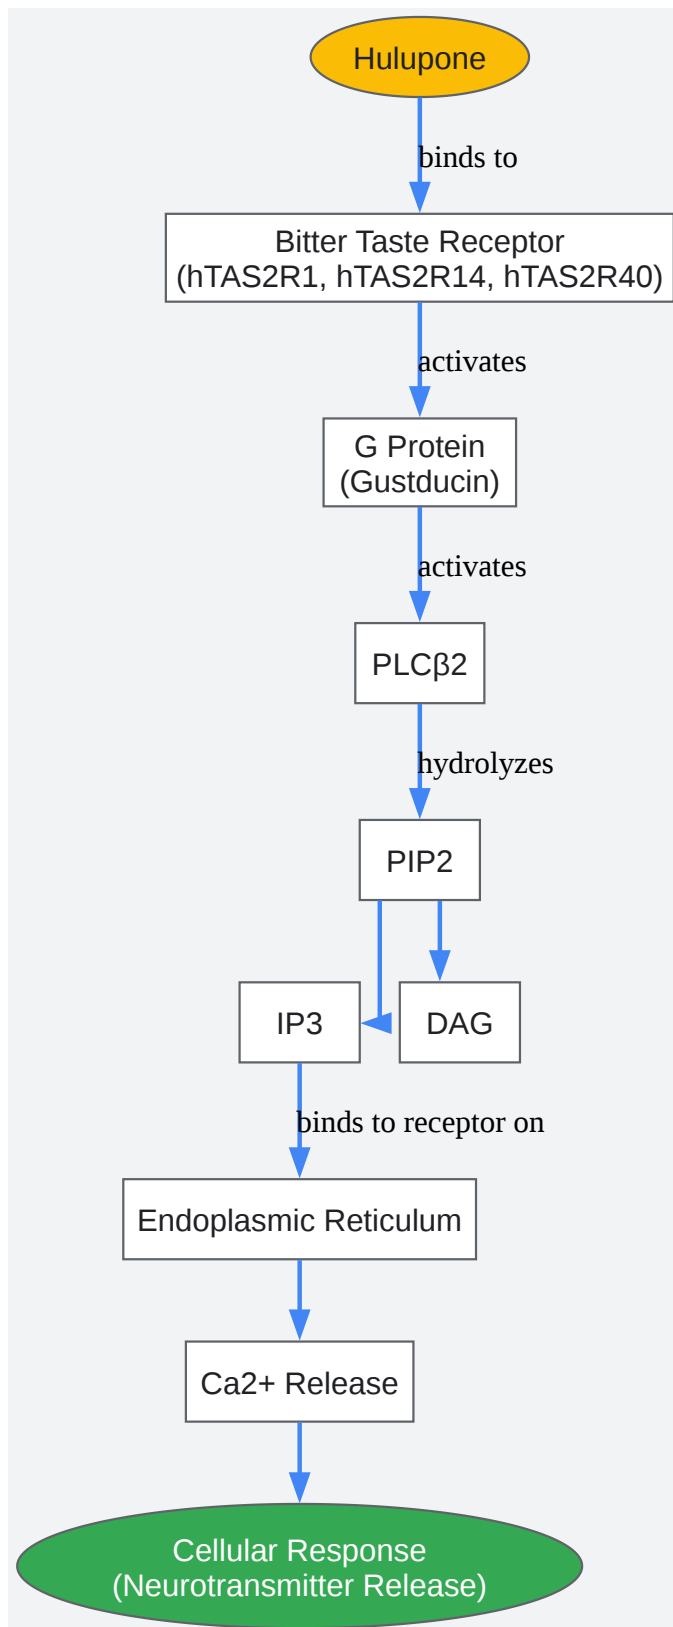 Hulupone
binds to
Bitter Taste Receptor
(hTAS2R1, hTAS2R14, hTAS2R40)
activates
G Protein
(Gustducin)
activates
PLCβ2
hydrolyzes
PIP2
IP3
DAG
binds to receptor on
Endoplasmic Reticulum
Ca2+ Release
Cellular Response
(Neurotransmitter Release)